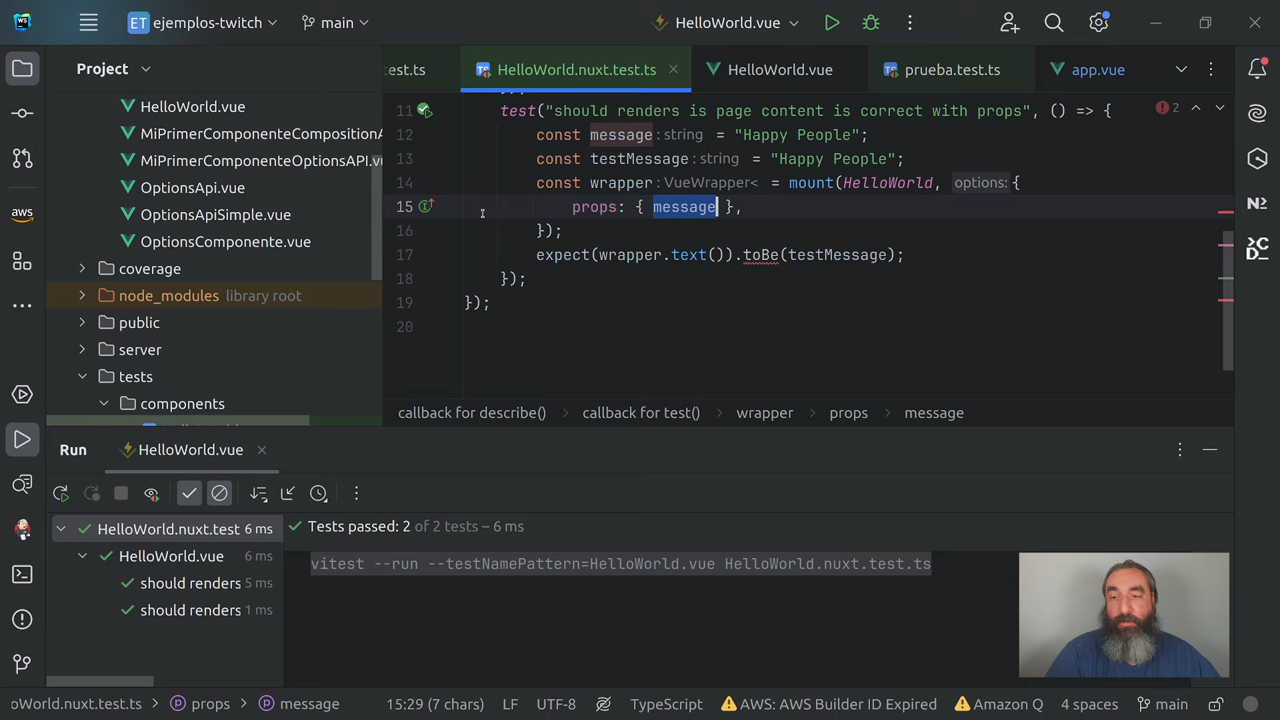 WS
ET ejemplos-twitch
main
HelloWorld.vue
Project
test.ts
HelloWorld.nuxt.test.ts
HelloWorld.vue
prueba.test.ts
app.vue
HelloWorld.vue
MiPrimerComponenteCompositionA
MiPrimerComponenteOptionsAPI.vu
OptionsApi.vue
OptionsApiSimple.vue
OptionsComponente.vue
coverage
node_modules library root
public
server
tests
components
11 test("should renders is page content is correct with props", () => {
2
12 const message: string = "Happy People";
13 const testMessage: string = "Happy People";
14 const wrapper: VueWrapper< = mount(HelloWorld, options: {
15 props: { message },
16 });
17 expect(wrapper.text()).toBe(testMessage);
18 });
19 });
20
callback for describe() > callback for test() > wrapper > props > message
aws
N2
Run
HelloWorld.vue
HelloWorld.nuxt.test 6 ms
HelloWorld.vue 6 ms
should renders 5 ms
should renders 1 ms
Tests passed: 2 of 2 tests – 6 ms
vitest --run --testNamePattern=HelloWorld.vue HelloWorld.nuxt.test.ts
oWorld.nuxt.test.ts > props > message
15:29 (7 chars)
LF
UTF-8
TypeScript
AWS: AWS Builder ID Expired
Amazon Q
4 spaces
main